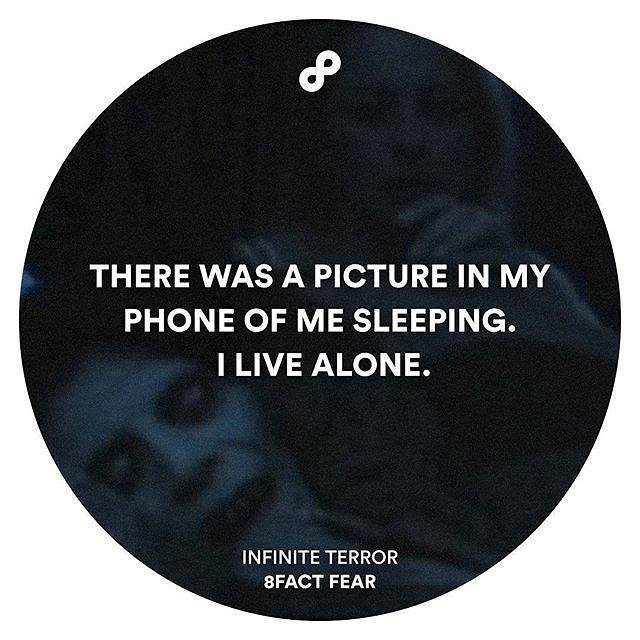 THERE WAS A PICTURE IN MY
PHONE OF ME SLEEPING.
I LIVE ALONE.
INFINITE TERROR
8FACT FEAR